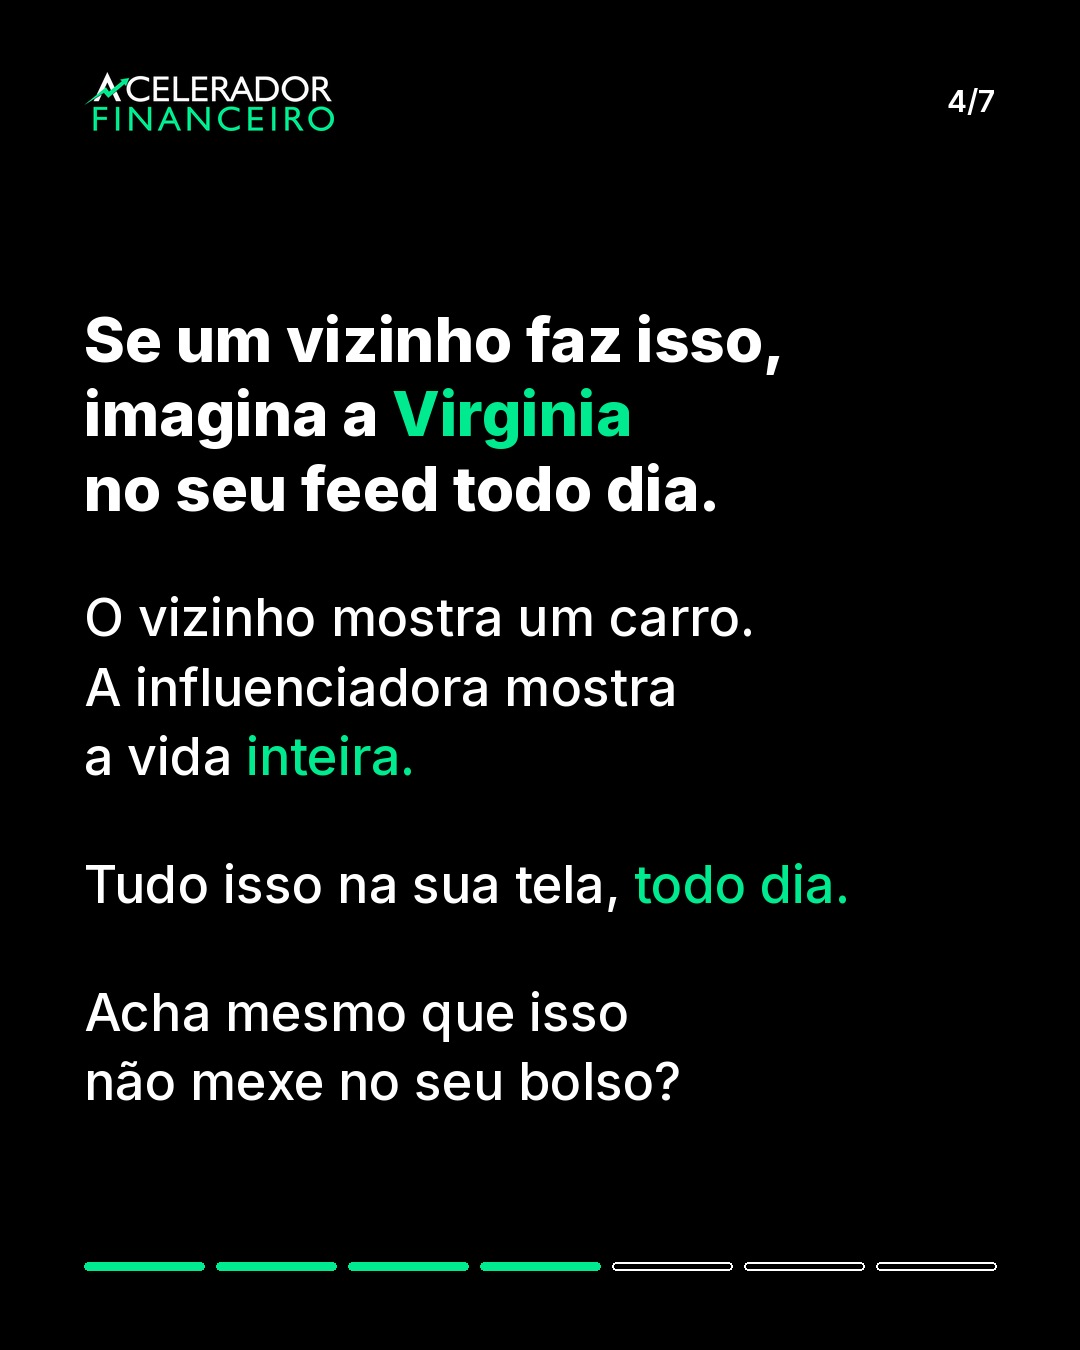 ACELERADOR
FINANCEIRO
4/7
Se um vizinho faz isso,
imagina a Virginia
no seu feed todo dia.
O vizinho mostra um carro.
A influenciadora mostra
a vida inteira.
Tudo isso na sua tela, todo dia.
Acha mesmo que isso
não mexe no seu bolso?